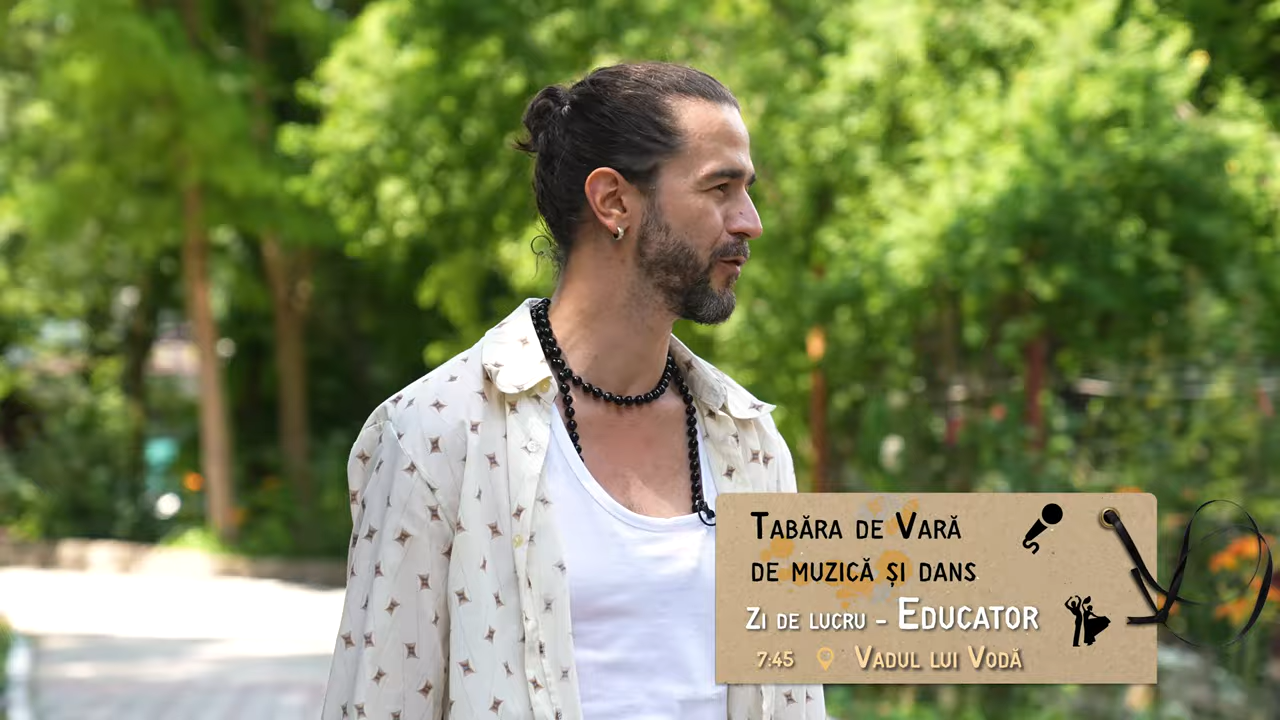 Tabăra de Vară
de muzică și dans
Zi de lucru - Educator
7:45 Vadul lui Vodă